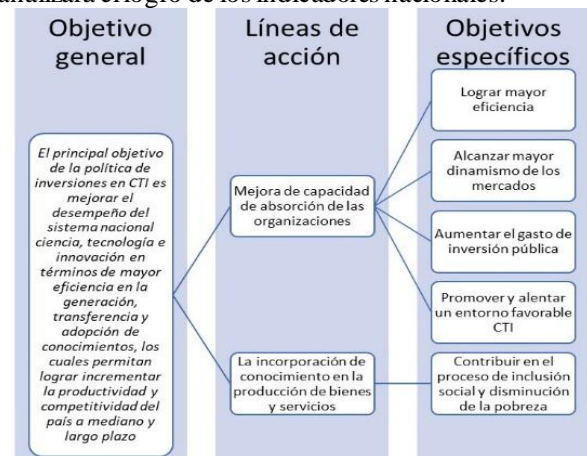 analizará el logro de los indicadores nacionales.
Objetivo
general
Líneas de
acción
Objetivos
específicos
El principal objetivo
de la política de
inversiones en CTI es
mejorar el
desempeño del
sistema nacional
ciencia, tecnología e
innovación en
términos de mayor
eficiencia en la
generación,
transferencia y
adopción de
conocimientos, los
cuales permitan
lograr incrementar
la productividad y
competitividad del
país a mediano y
largo plazo
Mejora de capacidad
de absorción de las
organizaciones
La incorporación de
conocimiento en la
producción de bienes
y servicios
Lograr mayor
eficiencia
Alcanzar mayor
dinamismo de los
mercados
Aumentar el gasto de
inversión pública
Promover y alentar
un entorno favorable
CTI
Contribuir en el
proceso de inclusión
social y disminución
de la pobreza